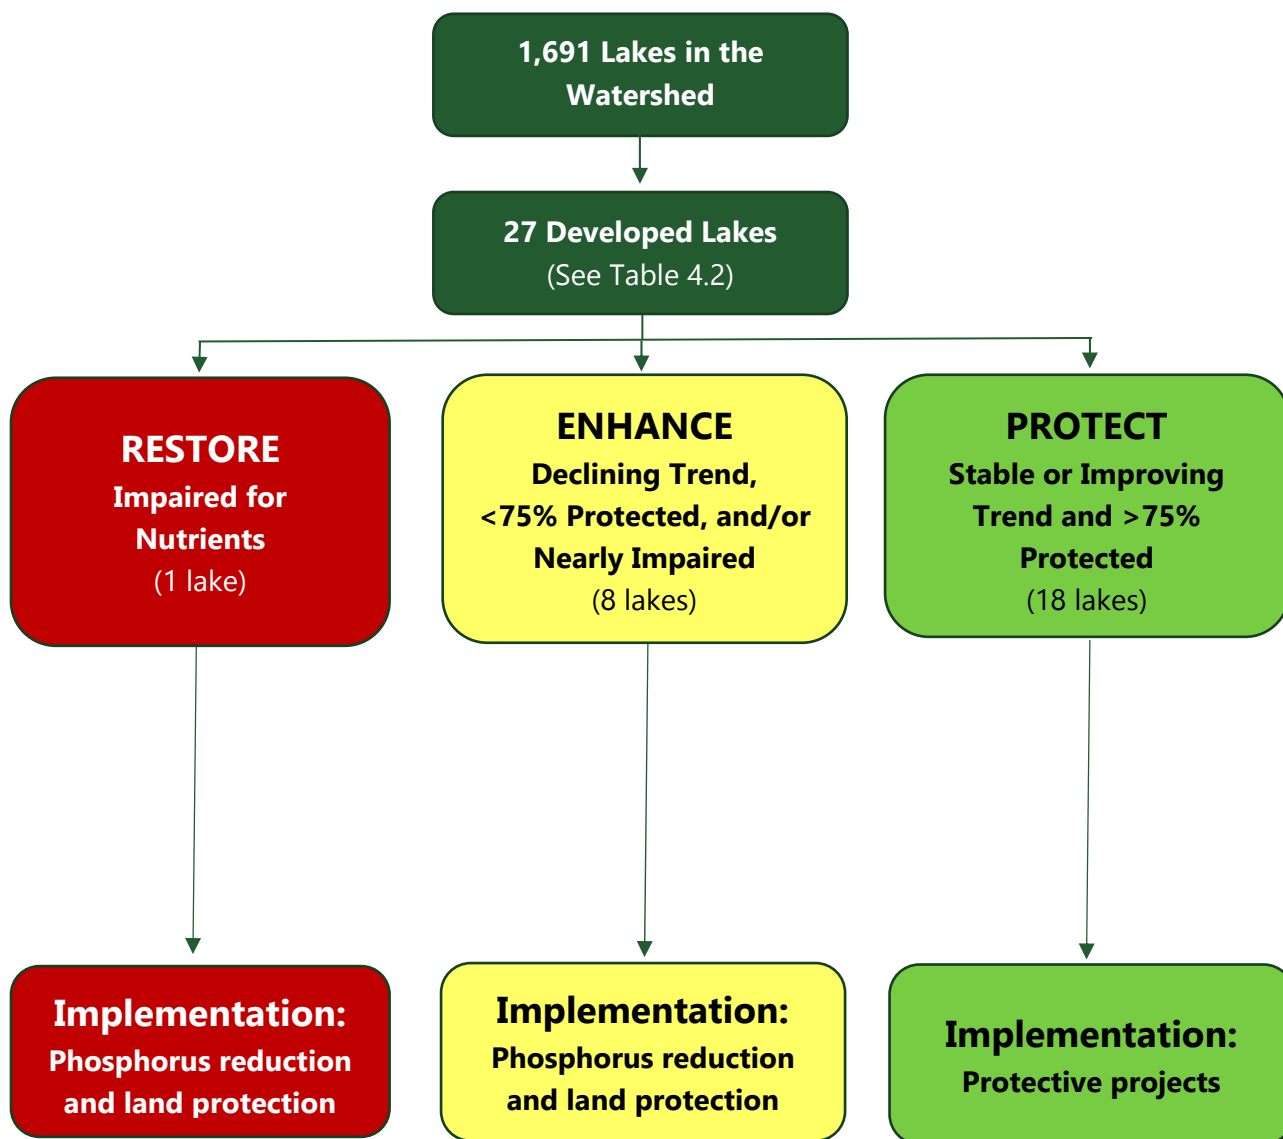 1,691 Lakes in the
Watershed
27 Developed Lakes
(See Table 4.2)
RESTORE
Impaired for
Nutrients
(1 lake)
ENHANCE
Declining Trend,
<75% Protected, and/or
Nearly Impaired
(8 lakes)
PROTECT
Stable or Improving
Trend and >75%
Protected
(18 lakes)
Implementation:
Phosphorus reduction
and land protection
Implementation:
Phosphorus reduction
and land protection
Implementation:
Protective projects